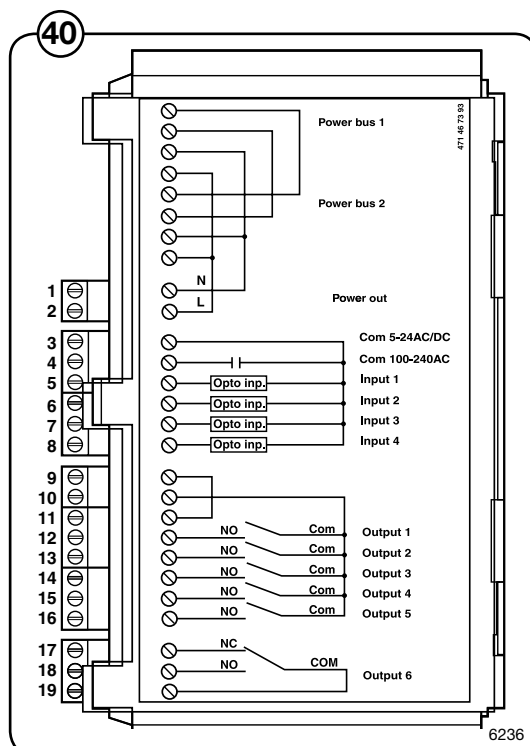 40
471 46 73 93
Power bus 1
Power bus 2
N
1
L
Power out
2
3
Com 5-24AC/DC
4
Com 100-240AC
5
Opto inp.
Input 1
6
Opto inp.
Input 2
7
Opto inp.
Input 3
8
Opto inp.
Input 4
9
10
11
12
NO
Com
Output 1
13
NO
Com
Output 2
14
NO
Com
Output 3
15
NO
Com
Output 4
16
NO
Com
Output 5
17
NC
18
NO
COM
Output 6
19
6236